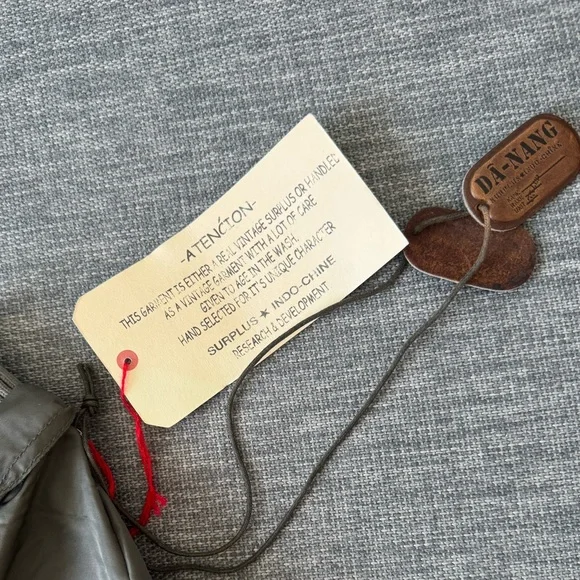 -ATENCÍON-
THIS GARMENT IS EITHER A REAL VINTAGE SURPLUS OR HANDLED
AS A VINTAGE GARMENT WITH A LOT OF CARE
GIVEN TO AGE IN THE WASH.
HAND SELECTED FOR IT'S UNIQUE CHARACTER
SURPLUS ★ INDO-CHINE
RESEARCH & DEVELOPMENT
DA-NANG